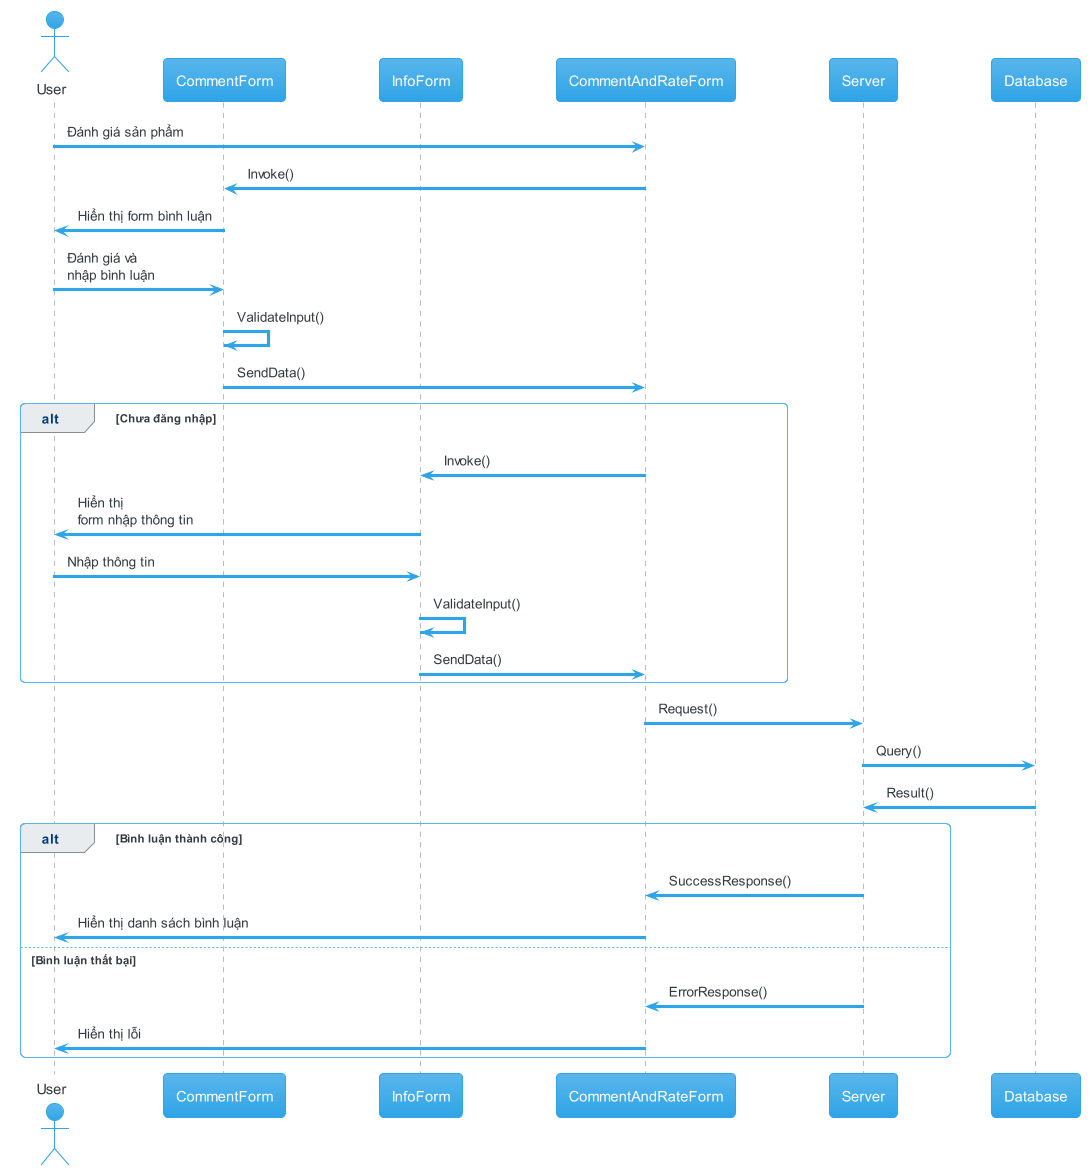 User
CommentForm
InfoForm
CommentAndRateForm
Server
Database
Đánh giá sản phẩm
Invoke()
Hiển thị form bình luận
Đánh giá và
nhập bình luận
ValidateInput()
SendData()
alt
[Chưa đăng nhập]
Invoke()
Hiển thị
form nhập thông tin
Nhập thông tin
ValidateInput()
SendData()
Request()
Query()
Result()
alt
[Bình luận thành công]
SuccessResponse()
Hiển thị danh sách bình luận
[Bình luận thất bại]
ErrorResponse()
Hiển thị lỗi
User
CommentForm
InfoForm
CommentAndRateForm
Server
Database